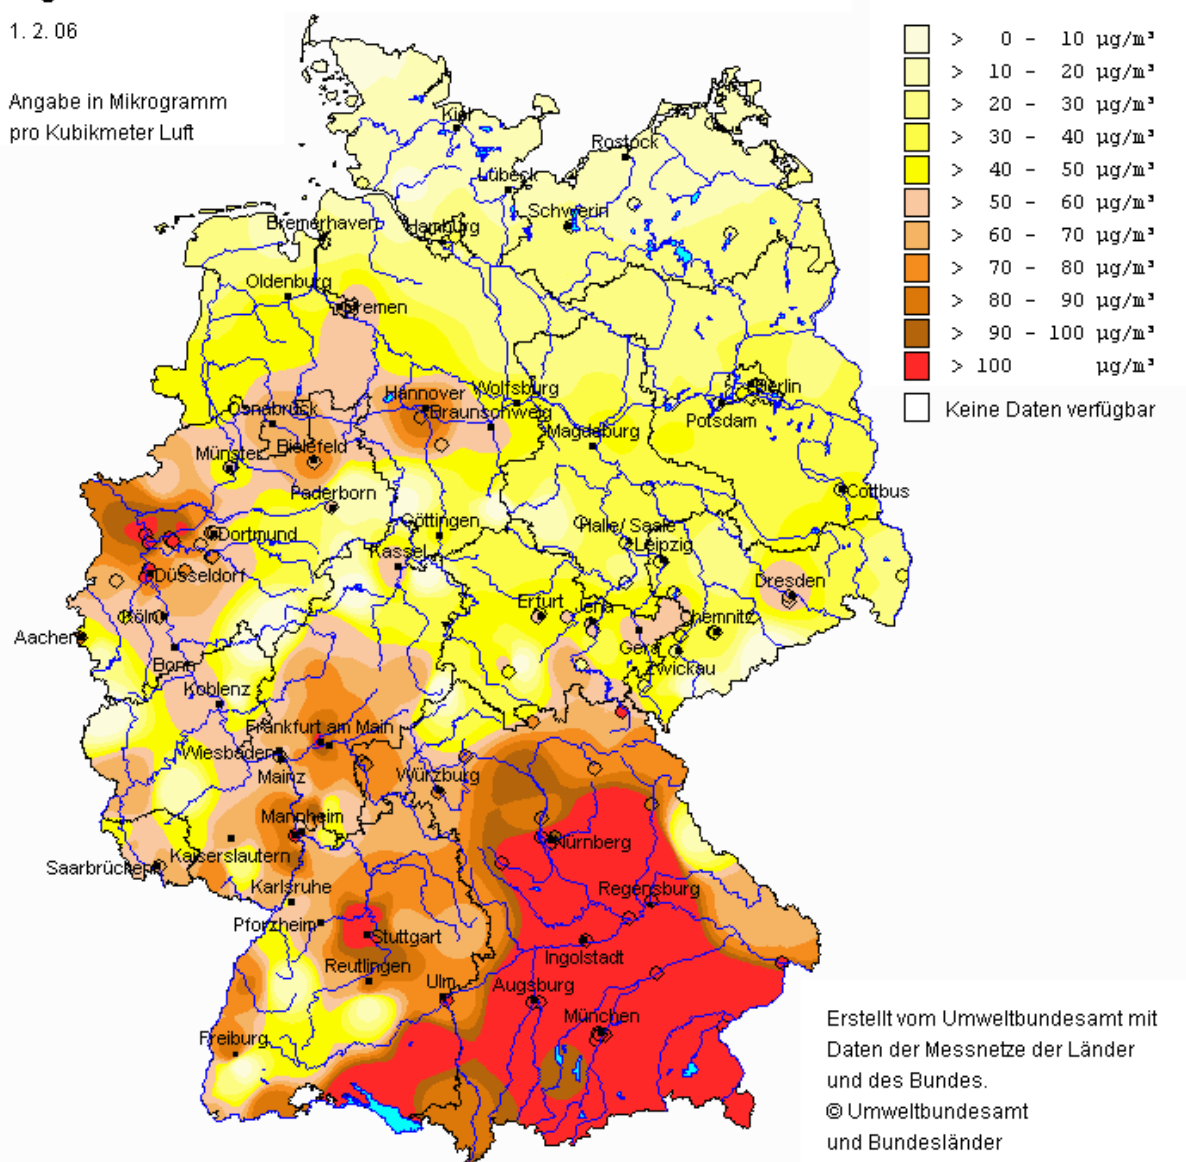 1. 2. 06
Angabe in Mikrogramm
pro Kubikmeter Luft
> 0 - 10 µg/m³
> 10 - 20 µg/m³
> 20 - 30 µg/m³
> 30 - 40 µg/m³
> 40 - 50 µg/m³
> 50 - 60 µg/m³
> 60 - 70 µg/m³
> 70 - 80 µg/m³
> 80 - 90 µg/m³
> 90 - 100 µg/m³
> 100 µg/m³
Keine Daten verfügbar
Kiel
Rostock
Lübeck
Schwerin
Bremerhaven
Hamburg
Oldenburg
Bremen
Hannover
Wolfsburg
Berlin
Osnabrück
Braunschweig
Potsdam
Magdeburg
Bielefeld
Münster
Paderborn
Cottbus
Göttingen
Halle/ Saale
Dortmund
Leipzig
Kassel
Düsseldorf
Dresden
Erfurt
Jena
Köln
Chemnitz
Aachen
Gera
Bonn
Zwickau
Koblenz
Frankfurt am Main
Wiesbaden
Mainz
Würzburg
Mannheim
Nürnberg
Kaiserslautern
Saarbrücken
Karlsruhe
Regensburg
Pforzheim
Stuttgart
Ingolstadt
Reutlingen
Ulm
Augsburg
München
Freiburg
Erstellt vom Umweltbundesamt mit
Daten der Messnetze der Länder
und des Bundes.
© Umweltbundesamt
und Bundesländer